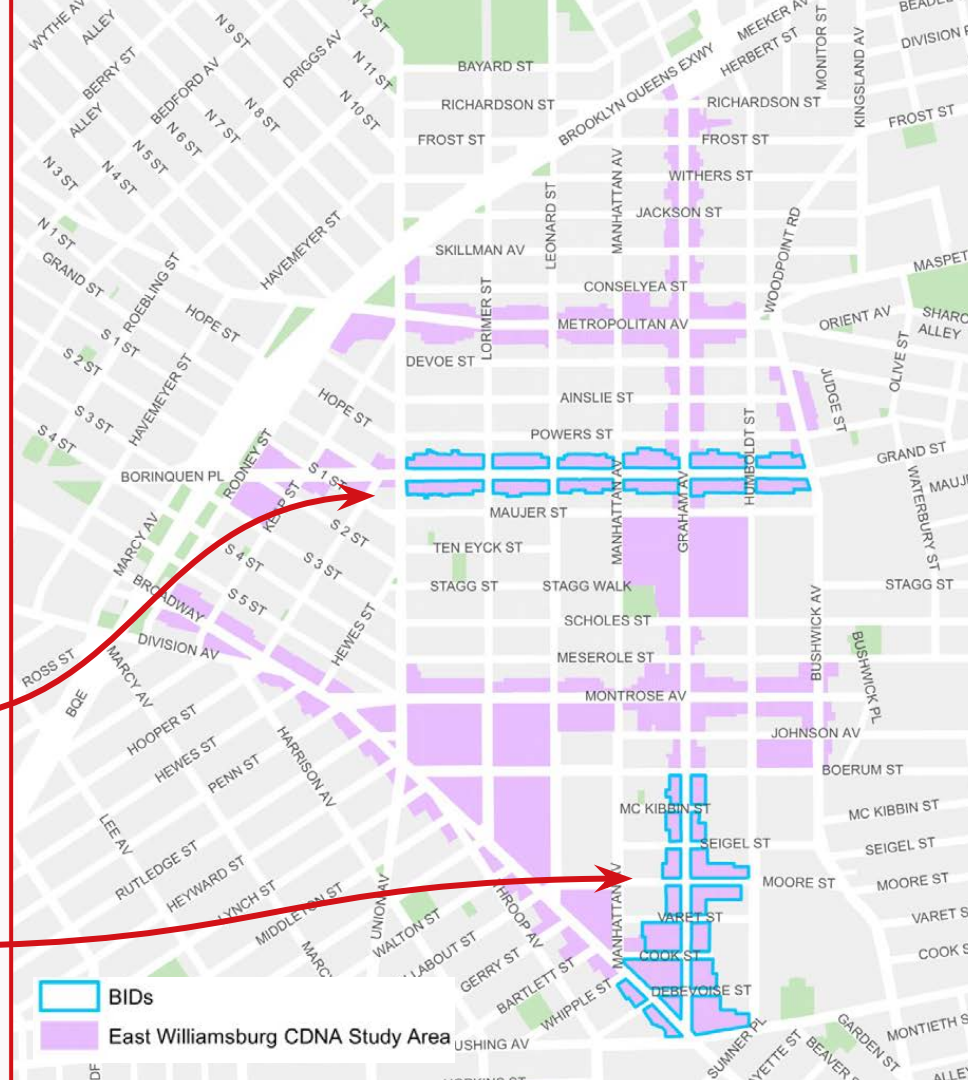 WYTHE AV
ALLEY
N 9 ST
N 12 ST
MEEKER AV
MONITOR ST
KINGSLAND AV
DIVISION P
BERRY ST
BEDFORD AV
DRIGGS AV
N 11 ST
BAYARD ST
BROOKLYN QUEENS EXWY
HERBERT ST
ALLEY
N 8 ST
N 10 ST
RICHARDSON ST
RICHARDSON ST
N 7 ST
N 6 ST
FROST ST
FROST ST
FROST ST
N 5 ST
N 4 ST
N 3 ST
WITHERS ST
LEONARD ST
MANHATTAN AV
JACKSON ST
WOODPOINT RD
N 1 ST
HAVEMEYER ST
SKILLMAN AV
MASPET
GRAND ST
ROEBLING ST
LORIMER ST
CONSELYEA ST
HOPE ST
METROPOLITAN AV
ORIENT AV
SHARO
ALLEY
S 1 ST
S 2 ST
DEVOE ST
OLIVE ST
HAVEMEYER ST
HOPE ST
AINSLIE ST
JUDGE ST
S 3 ST
S 4 ST
POWERS ST
HUMBOLDT ST
GRAND ST
BORINQUEN PL
RODNEY ST
S 1 ST
MANHATTAN AV
GRAHAM AV
WATERBURY ST
MAUJ
KEAP ST
MAUJER ST
MARCY AV
S 2 ST
TEN EYCK ST
S 4 ST
S 3 ST
STAGG ST
STAGG WALK
STAGG ST
BROADWAY
S 5 ST
SCHOLES ST
BUSHWICK AV
DIVISION AV
HEWES ST
MESEROLE ST
BUSHWICK PL
ROSS ST
MARCY AV
BQE
MONTROSE AV
HOOPER ST
JOHNSON AV
HEWES ST
HARRISON AV
BOERUM ST
PENN ST
MC KIBBIN ST
MC KIBBIN ST
LEE AV
SEIGEL ST
SEIGEL ST
RUTLEDGE ST
MOORE ST
MOORE ST
HEYWARD ST
LYNCH ST
MIDDLETON ST
UNION AV
THROOP AV
MANHATTAN AV
VARET ST
VARET S
WALTON ST
COOK ST
COOK S
MARC
LLABOUT ST
GERRY ST
BARTLETT ST
DEBEVOISE ST
WHIPPLE ST
BIDs
East Williamsburg CDNA Study Area
USHING AV
SUMNER PL
YETTE ST
BEAVER
GARDEN ST
MONTIETH S
ALLE